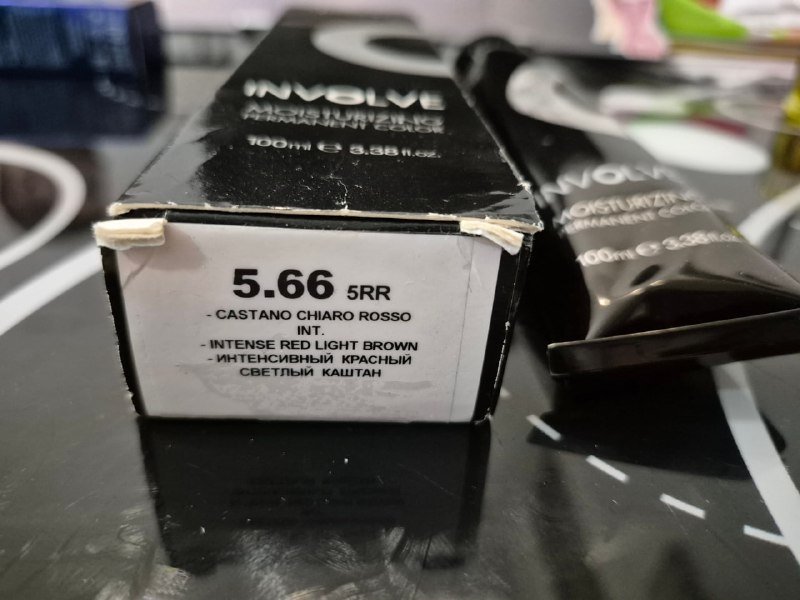 INVOLVE
MOISTURIZING
PERMANENT COLOR
100ml e 3.38 fl.oz.
5.66 5RR
- CASTANO CHIARO ROSSO
INT.
- INTENSE RED LIGHT BROWN
- ИНТЕНСИВНЫЙ КРАСНЫЙ
СВЕТЛЫЙ КАШТАН
INVOLVE
MOISTURIZING
PERMANENT COLOR
100ml e 3.38 fl.oz.